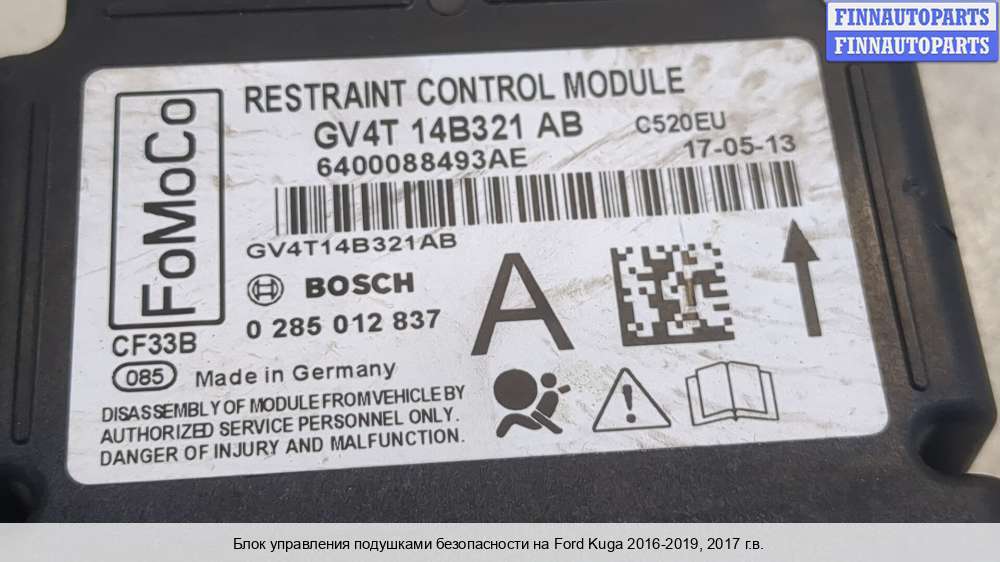 FINNAUTOPARTS
FINNAUTOPARTS
RESTRAINT CONTROL MODULE
GV4T 14B321 AB
C520EU
6400088493AE
17-05-13
GV4T14B321AB
FoMoCo
BOSCH
0 285 012 837
A
CF33B
085
Made in Germany
DISASSEMBLY OF MODULE FROM VEHICLE BY
AUTHORIZED SERVICE PERSONNEL ONLY.
DANGER OF INJURY AND MALFUNCTION.
Блок управления подушками безопасности на Ford Kuga 2016-2019, 2017 г.в.